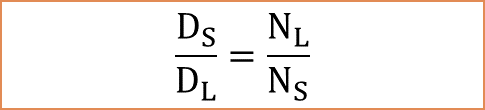 D_S/D_L = N_L/N_S